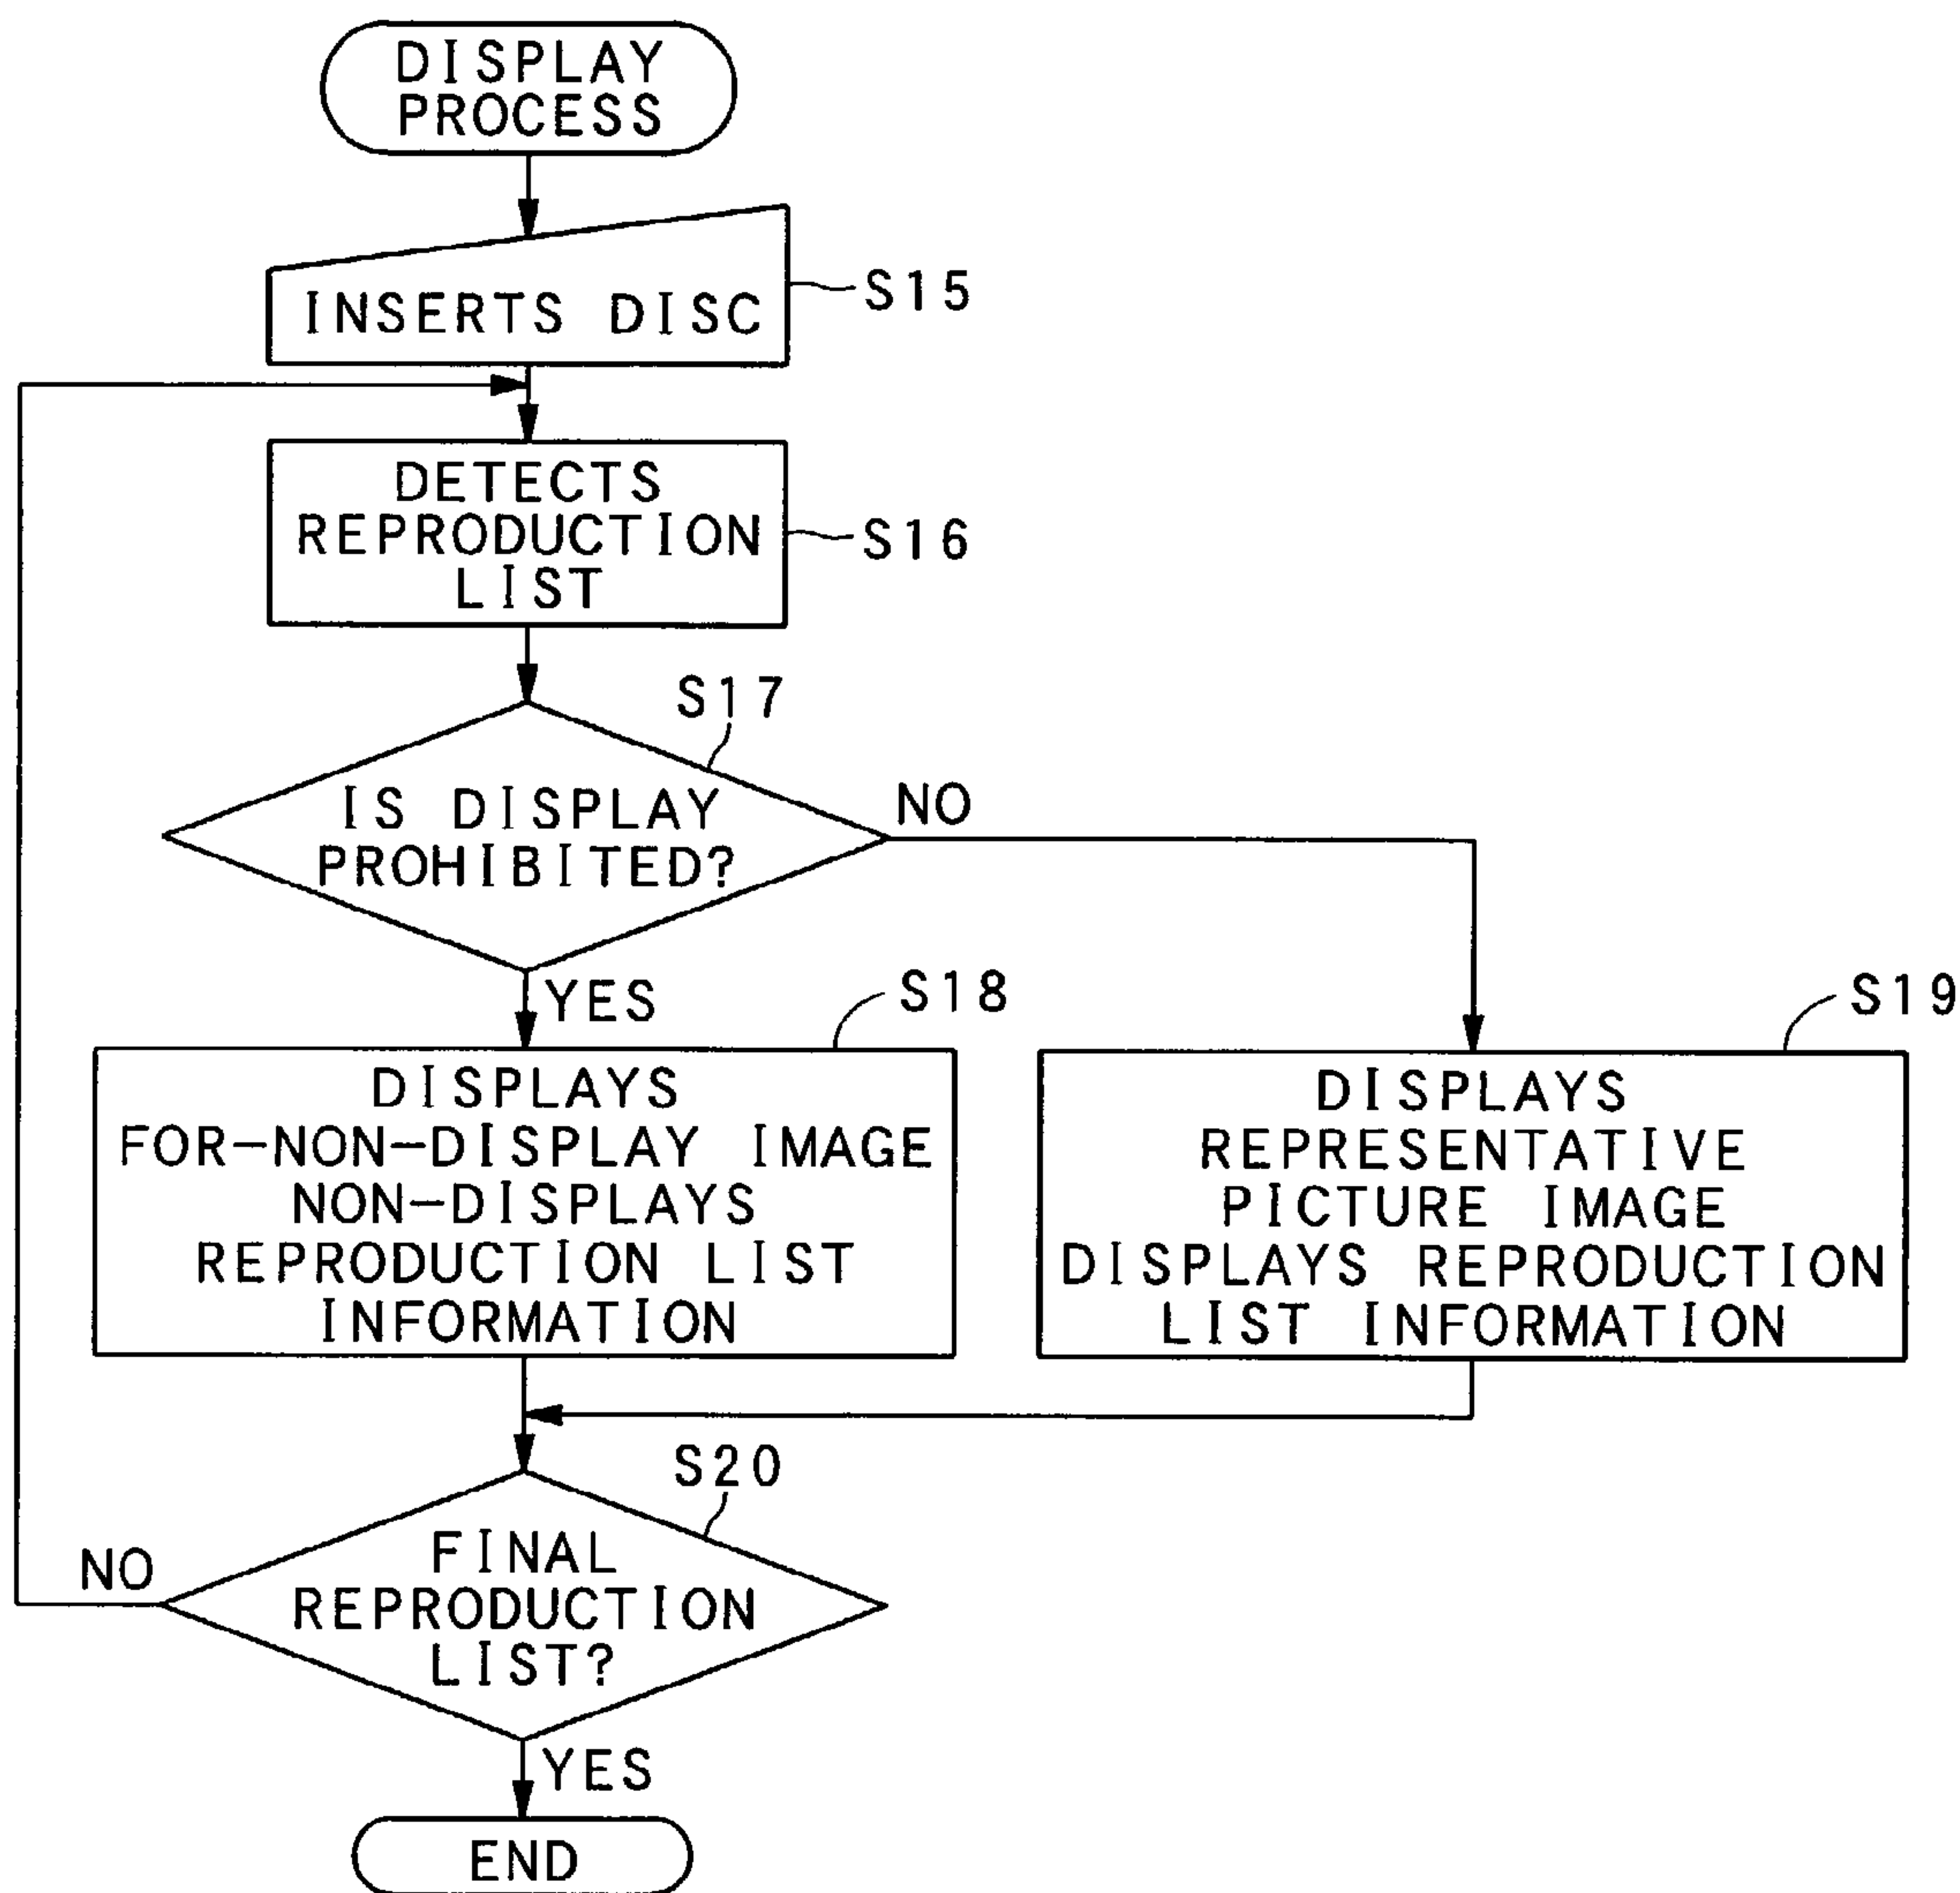 DISPLAY
PROCESS
INSERTS DISC
S15
DETECTS
REPRODUCTION
LIST
S16
S17
IS DISPLAY
PROHIBITED?
NO
YES
S18
DISPLAYS
FOR-NON-DISPLAY IMAGE
NON-DISPLAYS
REPRODUCTION LIST
INFORMATION
S19
DISPLAYS
REPRESENTATIVE
PICTURE IMAGE
DISPLAYS REPRODUCTION
LIST INFORMATION
S20
FINAL
REPRODUCTION
LIST?
NO
YES
END